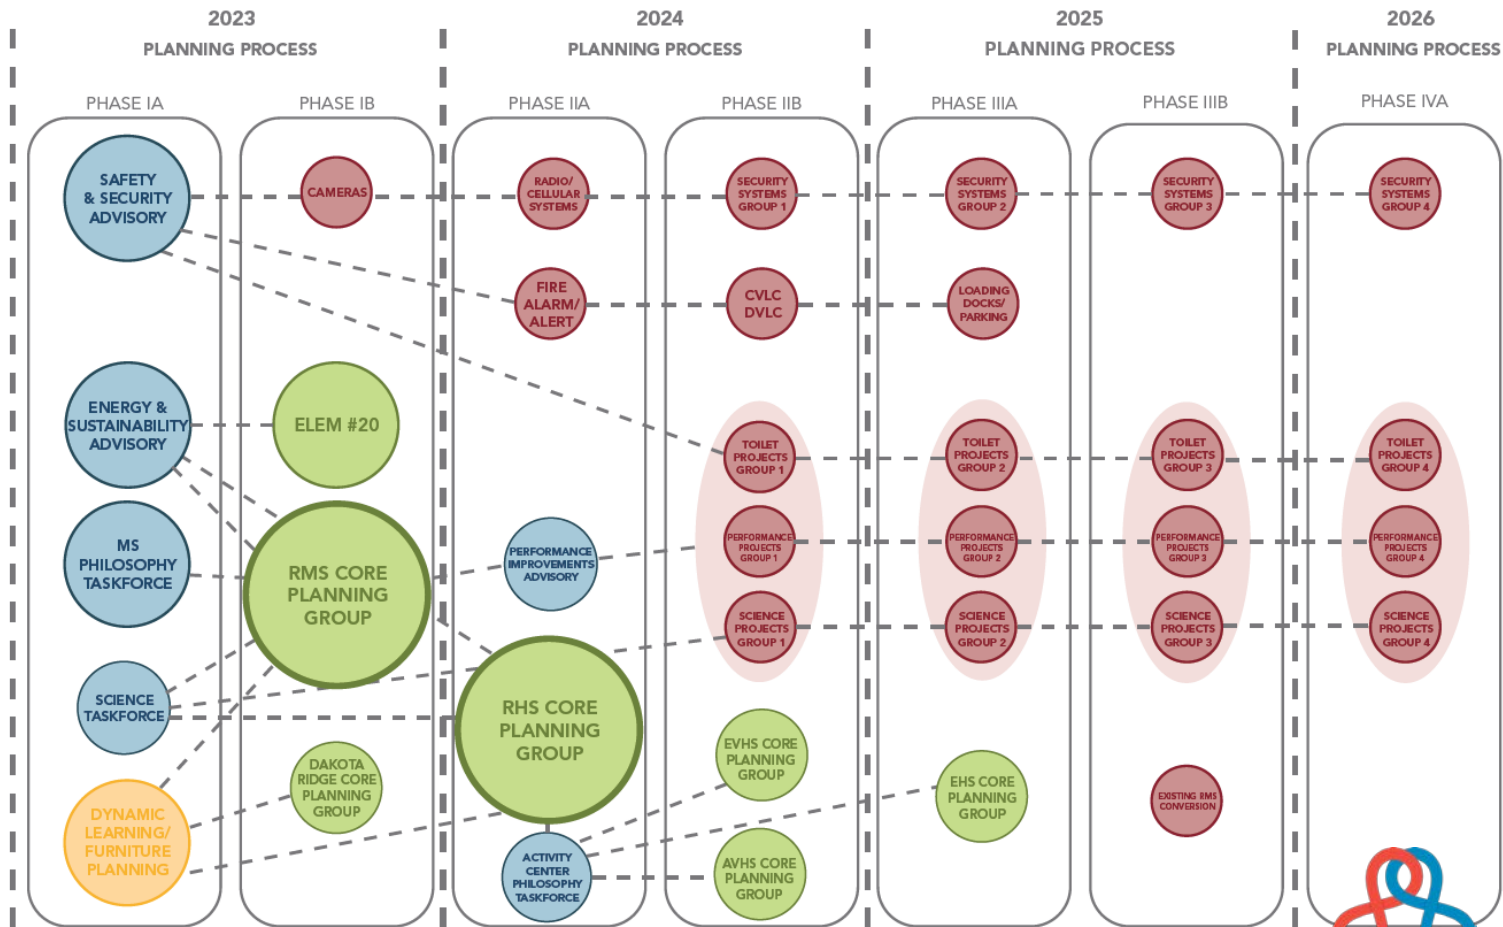 2023
PLANNING PROCESS
2024
PLANNING PROCESS
2025
PLANNING PROCESS
2026
PLANNING PROCESS
PHASE IA
PHASE IB
PHASE IIA
PHASE IIB
PHASE IIIA
PHASE IIIB
PHASE IVA
SAFETY
& SECURITY
ADVISORY
ENERGY &
SUSTAINABILITY
ADVISORY
MS
PHILOSOPHY
TASKFORCE
SCIENCE
TASKFORCE
DYNAMIC
LEARNING/
FURNITURE
PLANNING
CAMERAS
ELEM #20
RMS CORE
PLANNING
GROUP
DAKOTA
RIDGE CORE
PLANNING
GROUP
RADIO/
CELLULAR
SYSTEMS
FIRE
ALARM/
ALERT
PERFORMANCE
IMPROVEMENTS
ADVISORY
RHS CORE
PLANNING
GROUP
ACTIVITY
CENTER
PHILOSOPHY
TASKFORCE
SECURITY
SYSTEMS
GROUP 1
CVLC
DVLC
TOILET
PROJECTS
GROUP 1
PERFORMANCE
PROJECTS
GROUP 1
SCIENCE
PROJECTS
GROUP 1
EVHS CORE
PLANNING
GROUP
AVHS CORE
PLANNING
GROUP
SECURITY
SYSTEMS
GROUP 2
LOADING
DOCKS/
PARKING
TOILET
PROJECTS
GROUP 2
PERFORMANCE
PROJECTS
GROUP 2
SCIENCE
PROJECTS
GROUP 2
EHS CORE
PLANNING
GROUP
SECURITY
SYSTEMS
GROUP 3
TOILET
PROJECTS
GROUP 3
PERFORMANCE
PROJECTS
GROUP 3
SCIENCE
PROJECTS
GROUP 3
EXISTING RMS
CONVERSION
SECURITY
SYSTEMS
GROUP 4
TOILET
PROJECTS
GROUP 4
PERFORMANCE
PROJECTS
GROUP 4
SCIENCE
PROJECTS
GROUP 4